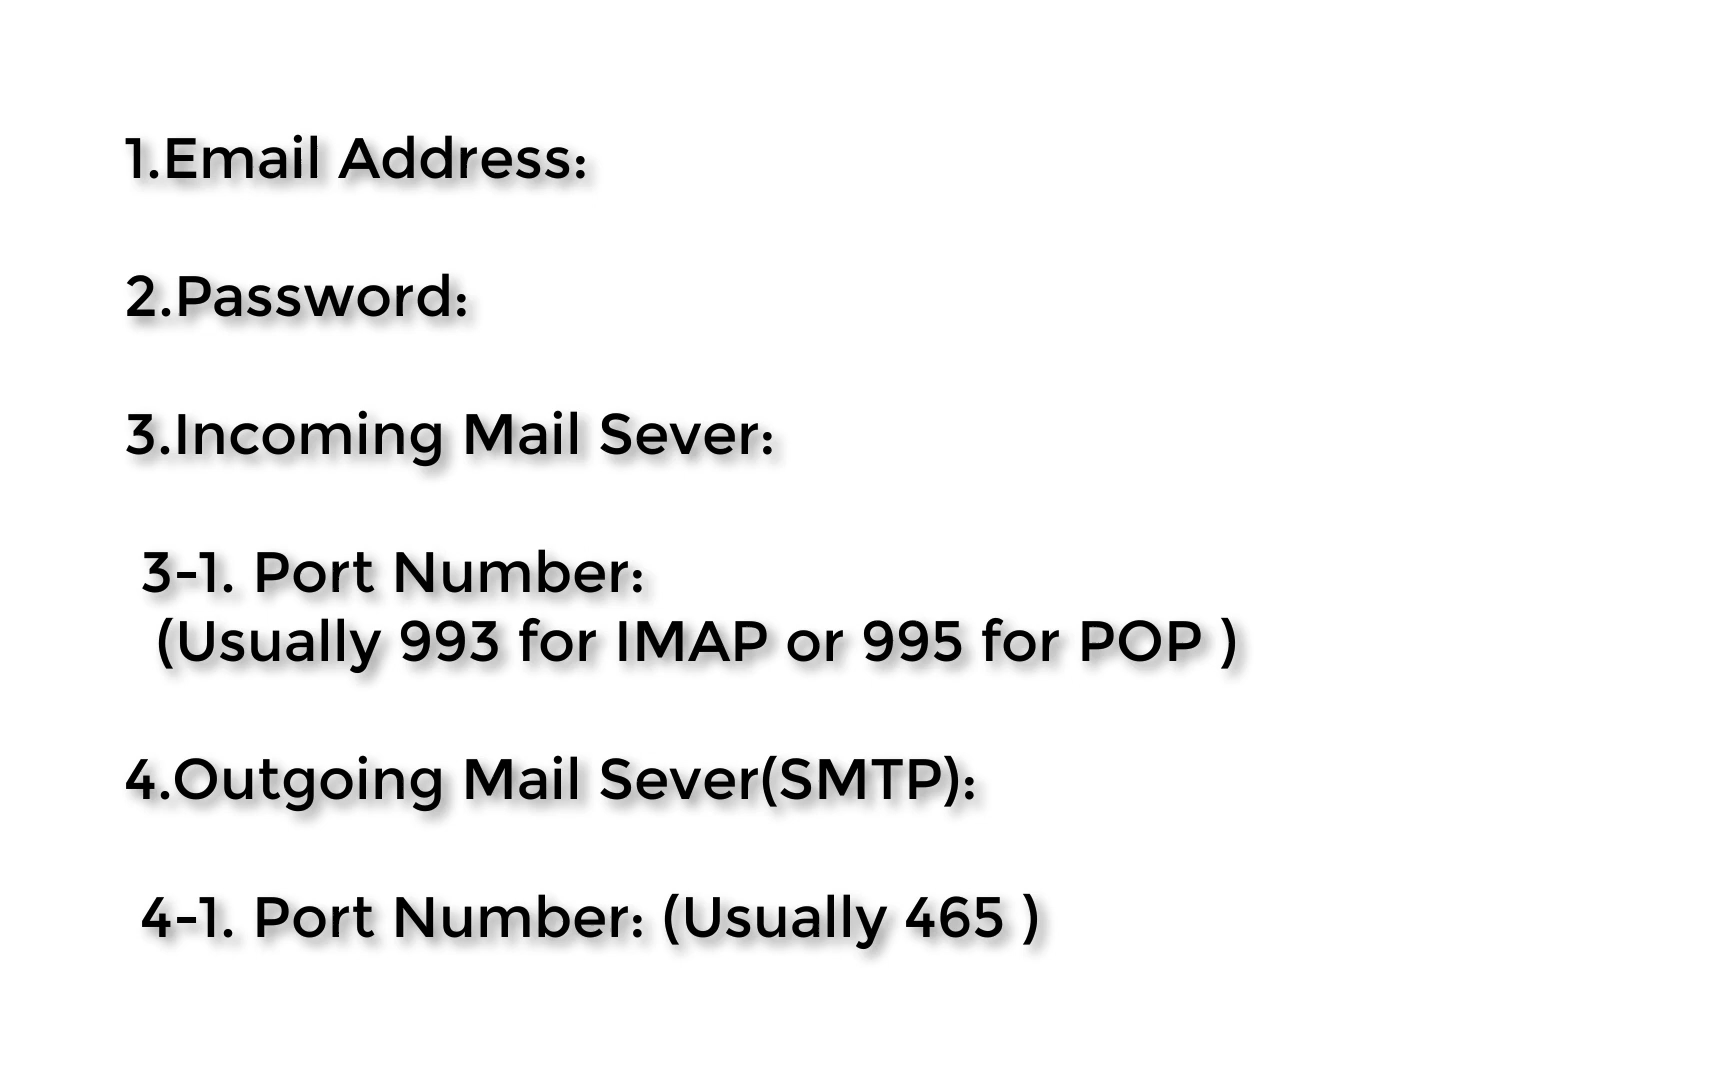 1.Email Address:
2.Password:
3.Incoming Mail Sever:
3-1. Port Number:
(Usually 993 for IMAP or 995 for POP )
4.Outgoing Mail Sever(SMTP):
4-1. Port Number: (Usually 465 )